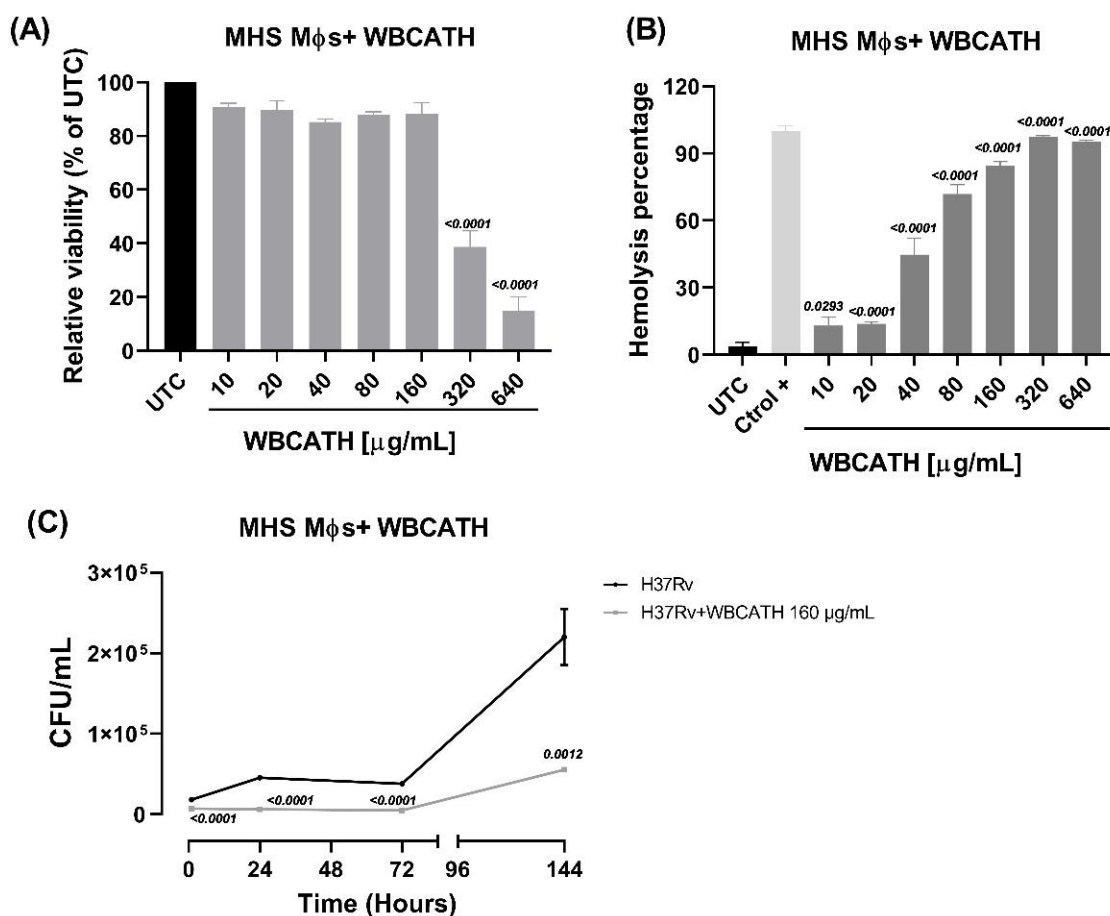 (A)
MHS Mϕs+ WBCATH
Relative viability (% of UTC)
100
80
60
40
20
0
<0.0001
<0.0001
UTC
10
20
40
80
160
320
640
WBCATH [μg/mL]
(B)
MHS Mϕs+ WBCATH
Hemolysis percentage
120
90
60
30
0
0.0293
<0.0001
<0.0001
<0.0001
<0.0001
<0.0001
<0.0001
UTC
Ctrol +
10
20
40
80
160
320
640
WBCATH [μg/mL]
(C)
MHS Mϕs+ WBCATH
CFU/mL
3×10⁵
2×10⁵
1×10⁵
0
<0.0001
<0.0001
<0.0001
0.0012
0
24
48
72
96
144
Time (Hours)
H37Rv
H37Rv+WBCATH 160 μg/mL